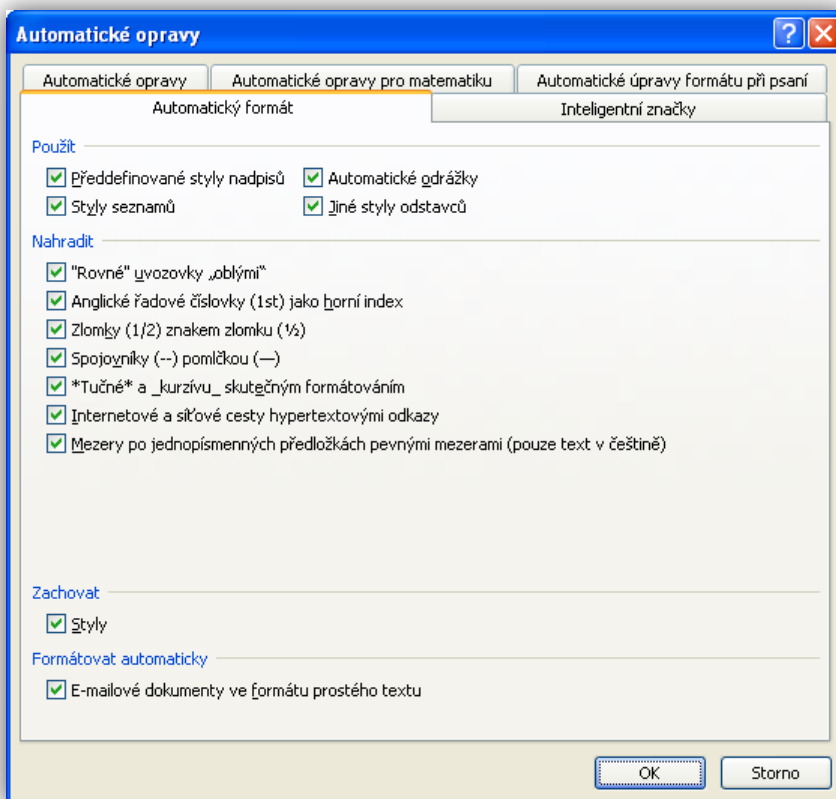 Automatické opravy
Automatické opravy Automatické opravy pro matematiku Automatické úpravy formátu při psaní
Automatický formát Inteligentní značky
Použít
Předdefinované styly nadpisů Automatické odrážky
Styly seznamů Jiné styly odstavců
Nahradit
"Rovné" uvozovky „oblými“
Anglické řadové číslovky (1st) jako horní index
Zlomky (1/2) znakem zlomku (½)
Spojovníky (--) pomlčkou (—)
*Tučné* a _kurzívu_ skutečným formátováním
Internetové a síťové cesty hypertextovými odkazy
Mezery po jednopísmenných předložkách pevnými mezerami (pouze text v češtině)
Zachovat
Styly
Formátovat automaticky
E-mailové dokumenty ve formátu prostého textu
OK Storno